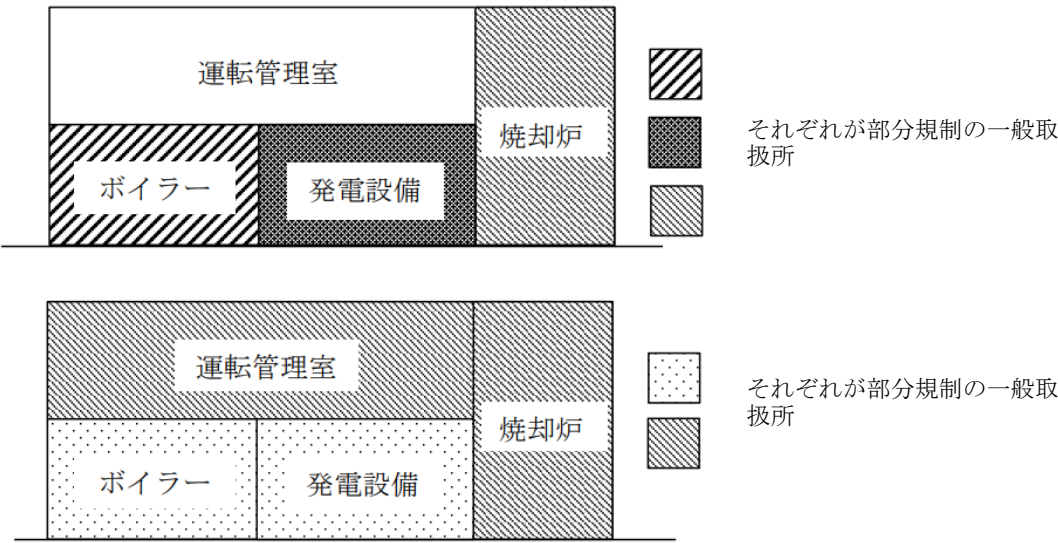 運転管理室
焼却炉
ボイラー
発電設備
それぞれが部分規制の一般取
扱所
運転管理室
焼却炉
ボイラー
発電設備
それぞれが部分規制の一般取
扱所